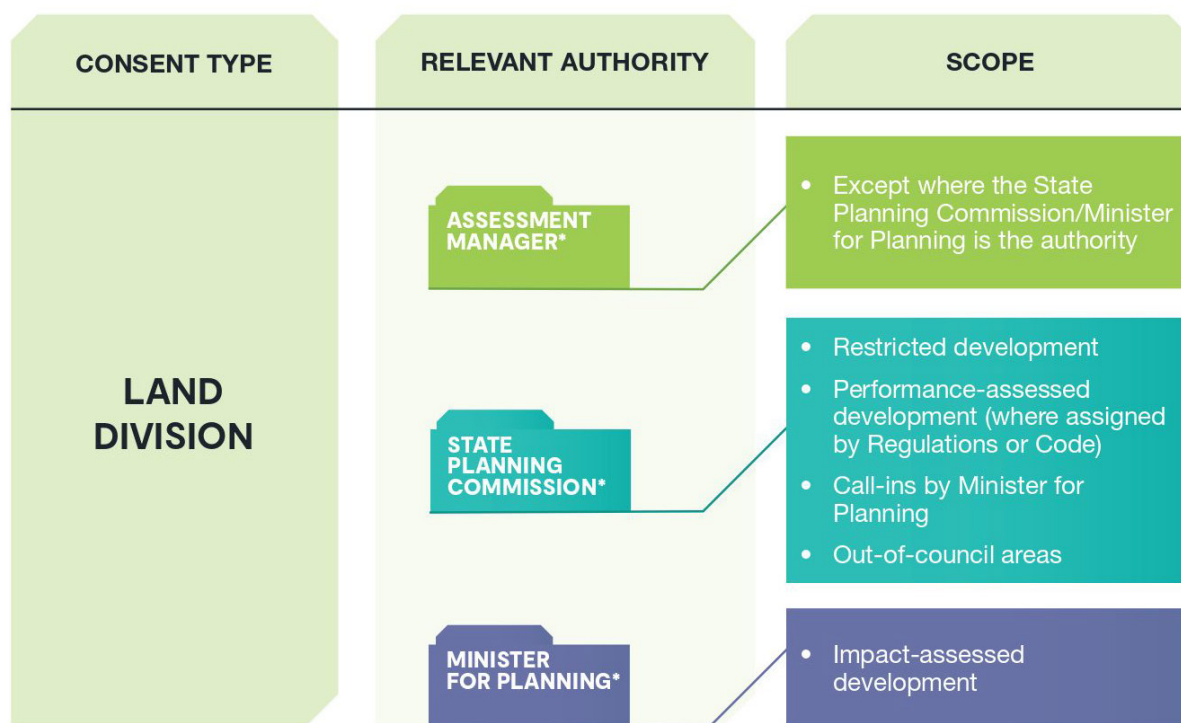 CONSENT TYPE
RELEVANT AUTHORITY
SCOPE
LAND
DIVISION
ASSESSMENT
MANAGER*
• Except where the State
Planning Commission/Minister
for Planning is the authority
STATE
PLANNING
COMMISSION*
• Restricted development
• Performance-assessed
development (where assigned
by Regulations or Code)
• Call-ins by Minister for
Planning
• Out-of-council areas
MINISTER
FOR PLANNING*
• Impact-assessed
development